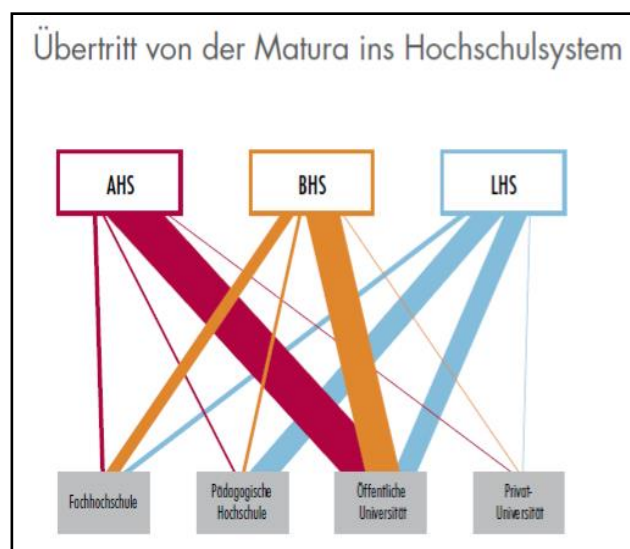 Übertritt von der Matura ins Hochschulsystem
AHS
BHS
LHS
Fachhochschule
Pädagogische
Hochschule
Öffentliche
Universität
Privat-
Universität